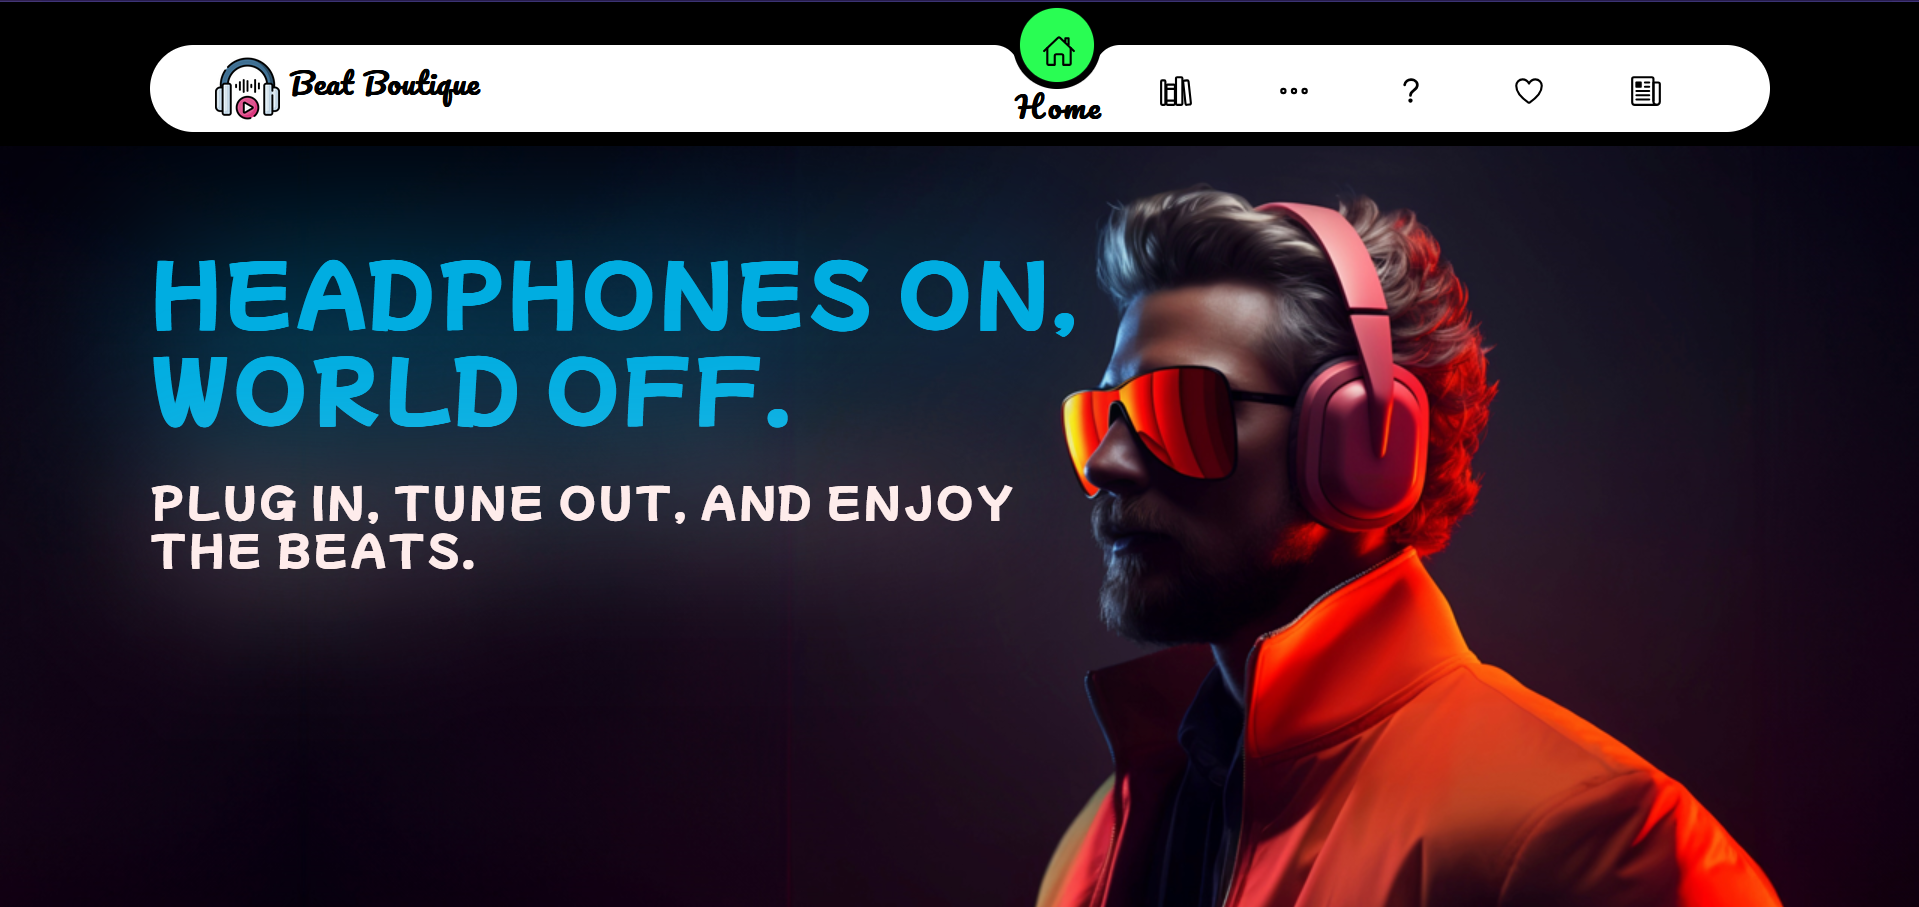 Beat Boutique
Home
HEADPHONES ON,
WORLD OFF.
PLUG IN, TUNE OUT, AND ENJOY
THE BEATS.